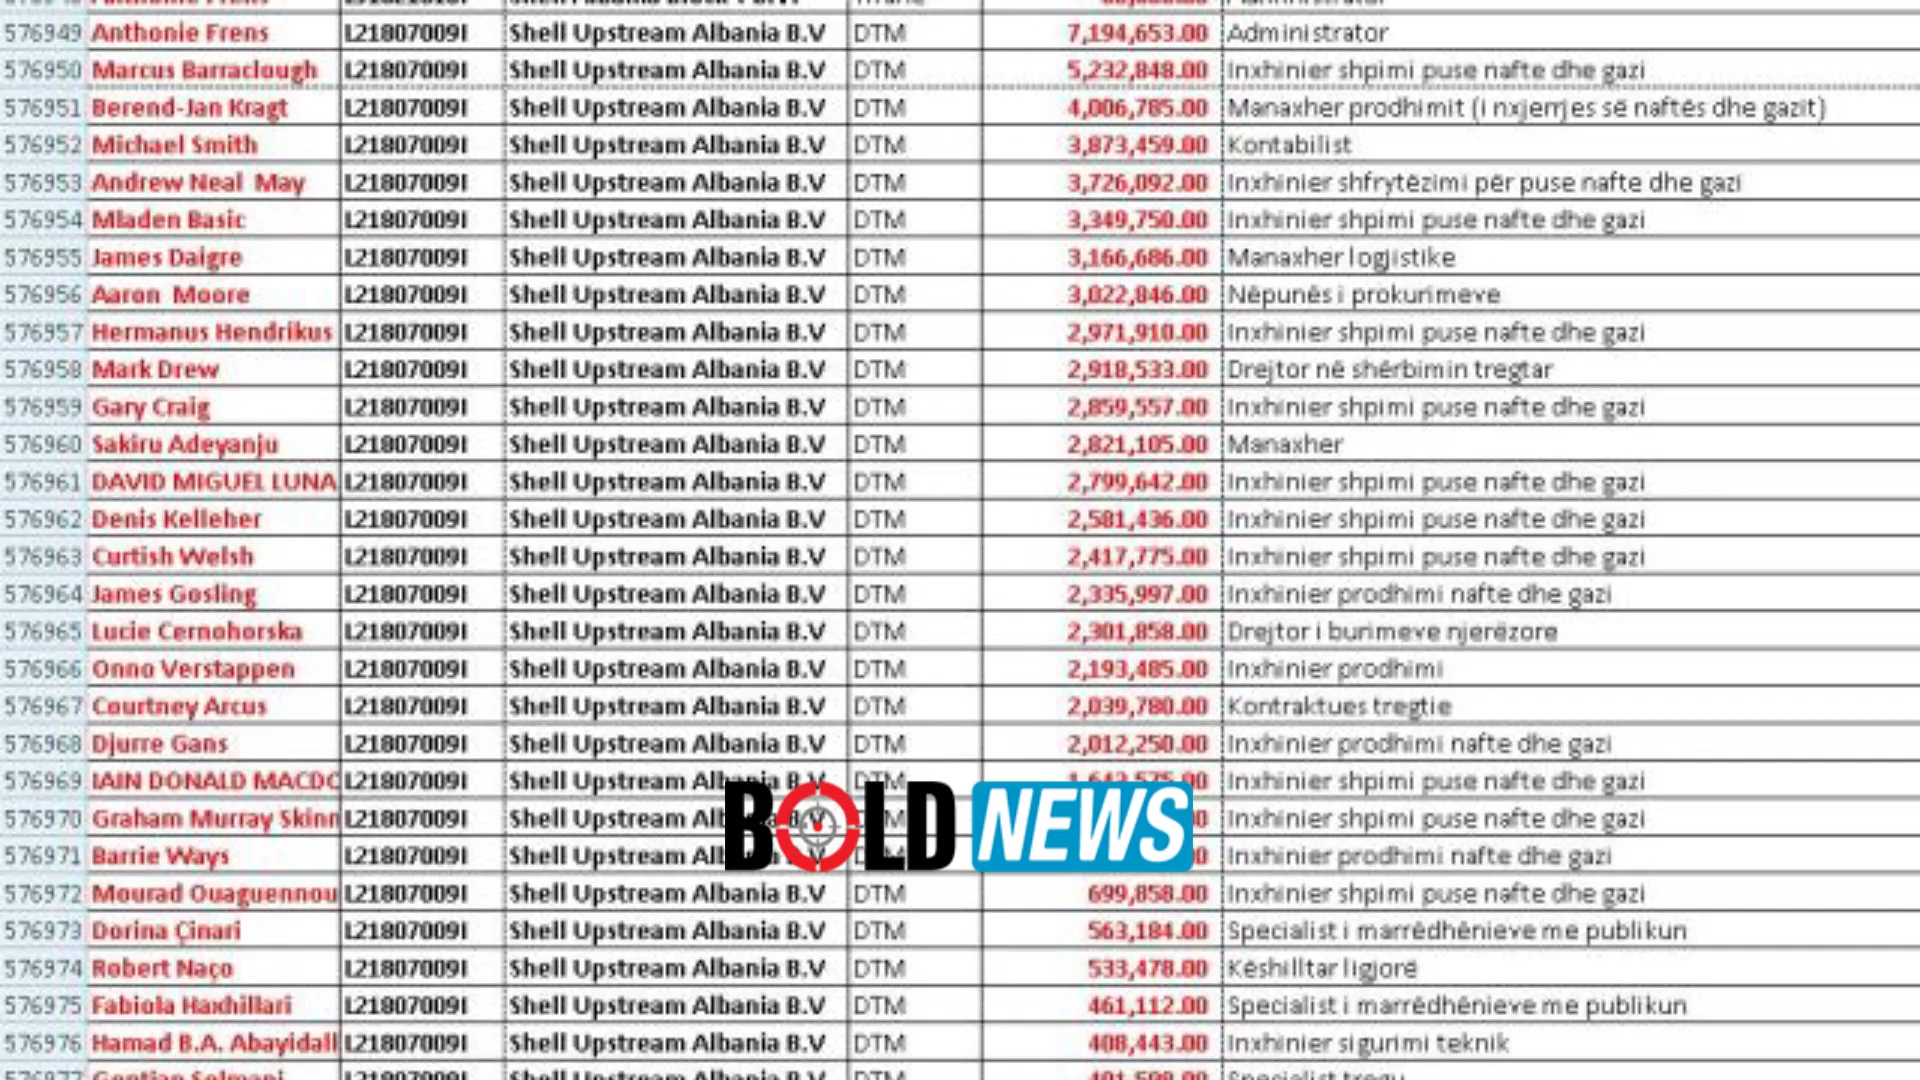 576949 Anthonie Frens L21807009I Shell Upstream Albania B.V DTM 7,194,653.00 Administrator
576950 Marcus Barraclough L21807009I Shell Upstream Albania B.V DTM 5,232,848.00 Inxhinier shpimi puse nafte dhe gazi
576951 Berend-Jan Kragt L21807009I Shell Upstream Albania B.V DTM 4,006,785.00 Manaxher prodhimit (i nxjerrjes së naftës dhe gazit)
576952 Michael Smith L21807009I Shell Upstream Albania B.V DTM 3,873,459.00 Kontabilist
576953 Andrew Neal May L21807009I Shell Upstream Albania B.V DTM 3,726,092.00 Inxhinier shfrytëzimi për puse nafte dhe gazi
576954 Mladen Basic L21807009I Shell Upstream Albania B.V DTM 3,349,750.00 Inxhinier shpimi puse nafte dhe gazi
576955 James Daigre L21807009I Shell Upstream Albania B.V DTM 3,166,686.00 Manaxher logjistike
576956 Aaron Moore L21807009I Shell Upstream Albania B.V DTM 3,022,846.00 Nëpunës i prokurimeve
576957 Hermanus Hendrikus L21807009I Shell Upstream Albania B.V DTM 2,971,910.00 Inxhinier shpimi puse nafte dhe gazi
576958 Mark Drew L21807009I Shell Upstream Albania B.V DTM 2,918,533.00 Drejtor në shërbimin tregtar
576959 Gary Craig L21807009I Shell Upstream Albania B.V DTM 2,859,557.00 Inxhinier shpimi puse nafte dhe gazi
576960 Sakiru Adeyanju L21807009I Shell Upstream Albania B.V DTM 2,821,105.00 Manaxher
576961 DAVID MIGUEL LUNA L21807009I Shell Upstream Albania B.V DTM 2,799,642.00 Inxhinier shpimi puse nafte dhe gazi
576962 Denis Kelleher L21807009I Shell Upstream Albania B.V DTM 2,581,436.00 Inxhinier shpimi puse nafte dhe gazi
576963 Curtish Welsh L21807009I Shell Upstream Albania B.V DTM 2,417,775.00 Inxhinier shpimi puse nafte dhe gazi
576964 James Gosling L21807009I Shell Upstream Albania B.V DTM 2,335,997.00 Inxhinier prodhimi nafte dhe gazi
576965 Lucie Cernohorska L21807009I Shell Upstream Albania B.V DTM 2,301,858.00 Drejtor i burimeve njerëzore
576966 Onno Verstappen L21807009I Shell Upstream Albania B.V DTM 2,193,485.00 Inxhinier prodhimi
576967 Courtney Arcus L21807009I Shell Upstream Albania B.V DTM 2,039,780.00 Kontraktues tregtie
576968 Djurre Gans L21807009I Shell Upstream Albania B.V DTM 2,012,250.00 Inxhinier prodhimi nafte dhe gazi
576969 IAIN DONALD MACDO L21807009I Shell Upstream Albania B.V DTM Inxhinier shpimi puse nafte dhe gazi
576970 Graham Murray Skinn L21807009I Shell Upstream Inxhinier shpimi puse nafte dhe gazi
BOLD NEWS
576971 Barrie Ways L21807009I Shell Upstream Inxhinier prodhimi nafte dhe gazi
576972 Mourad Ouaguennou L21807009I Shell Upstream Albania B.V DTM 699,858.00 Inxhinier shpimi puse nafte dhe gazi
576973 Dorina Çinari L21807009I Shell Upstream Albania B.V DTM 563,184.00 Specialist i marrëdhënieve me publikun
576974 Robert Naço L21807009I Shell Upstream Albania B.V DTM 533,478.00 Këshilltar ligjorë
576975 Fabiola Haxhillari L21807009I Shell Upstream Albania B.V DTM 461,112.00 Specialist i marrëdhënieve me publikun
576976 Hamad B.A. Abayidall L21807009I Shell Upstream Albania B.V DTM 408,443.00 Inxhinier sigurimi teknik